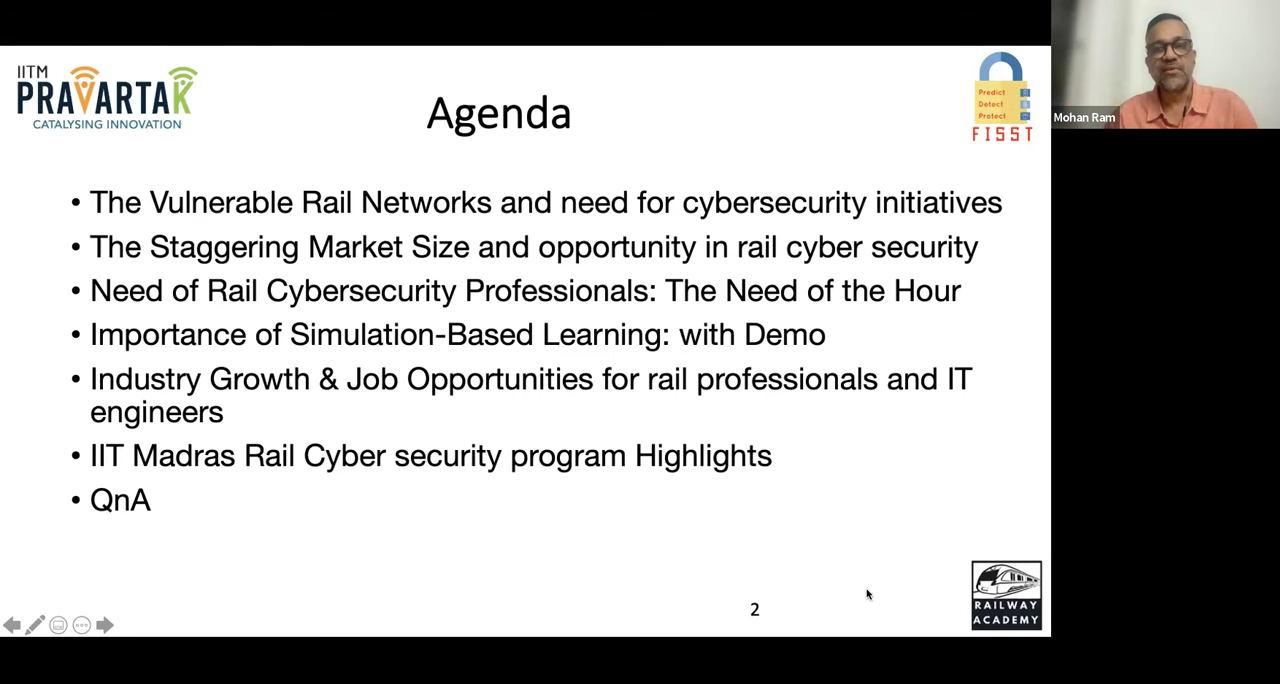 IITM
PRAVARTAK
CATALYSING INNOVATION
Agenda
Predict
Detect
Protect
FISST
Mohan Ram
• The Vulnerable Rail Networks and need for cybersecurity initiatives
• The Staggering Market Size and opportunity in rail cyber security
• Need of Rail Cybersecurity Professionals: The Need of the Hour
• Importance of Simulation-Based Learning: with Demo
• Industry Growth & Job Opportunities for rail professionals and IT
engineers
• IIT Madras Rail Cyber security program Highlights
• QnA
2
RAILWAY
ACADEMY